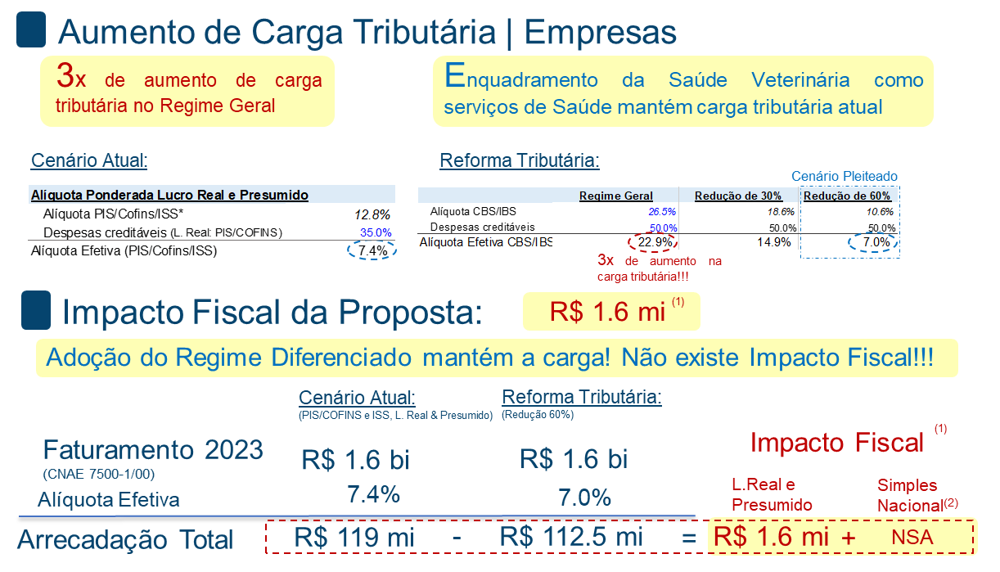 Aumento de Carga Tributária | Empresas
3x de aumento de carga
tributária no Regime Geral
Enquadramento da Saúde Veterinária como
serviços de Saúde mantém carga tributária atual
Cenário Atual:
Alíquota Ponderada Lucro Real e Presumido
Alíquota PIS/Cofins/ISS* 12.8%
Despesas creditáveis (L. Real: PIS/COFINS) 35.0%
Alíquota Efetiva (PIS/Cofins/ISS) 7.4%
Reforma Tributária:
Cenário Pleiteado
Regime Geral Redução de 30% Redução de 60%
Alíquota CBS/IBS 26.5% 18.6% 10.6%
Despesas creditáveis 50.0% 50.0% 50.0%
Alíquota Efetiva CBS/IBS 22.9% 14.9% 7.0%
3x de aumento na
carga tributária!!!
Impacto Fiscal da Proposta:
R$ 1.6 mi (1)
Adoção do Regime Diferenciado mantém a carga! Não existe Impacto Fiscal!!!
Cenário Atual: Reforma Tributária:
(PIS/COFINS e ISS, L. Real & Presumido) (Redução 60%)
Faturamento 2023 R$ 1.6 bi R$ 1.6 bi
(CNAE 7500-1/00)
Alíquota Efetiva 7.4% 7.0%
Impacto Fiscal (1)
L.Real e
Presumido
Simples
Nacional(2)
Arrecadação Total R$ 119 mi - R$ 112.5 mi = R$ 1.6 mi + NSA